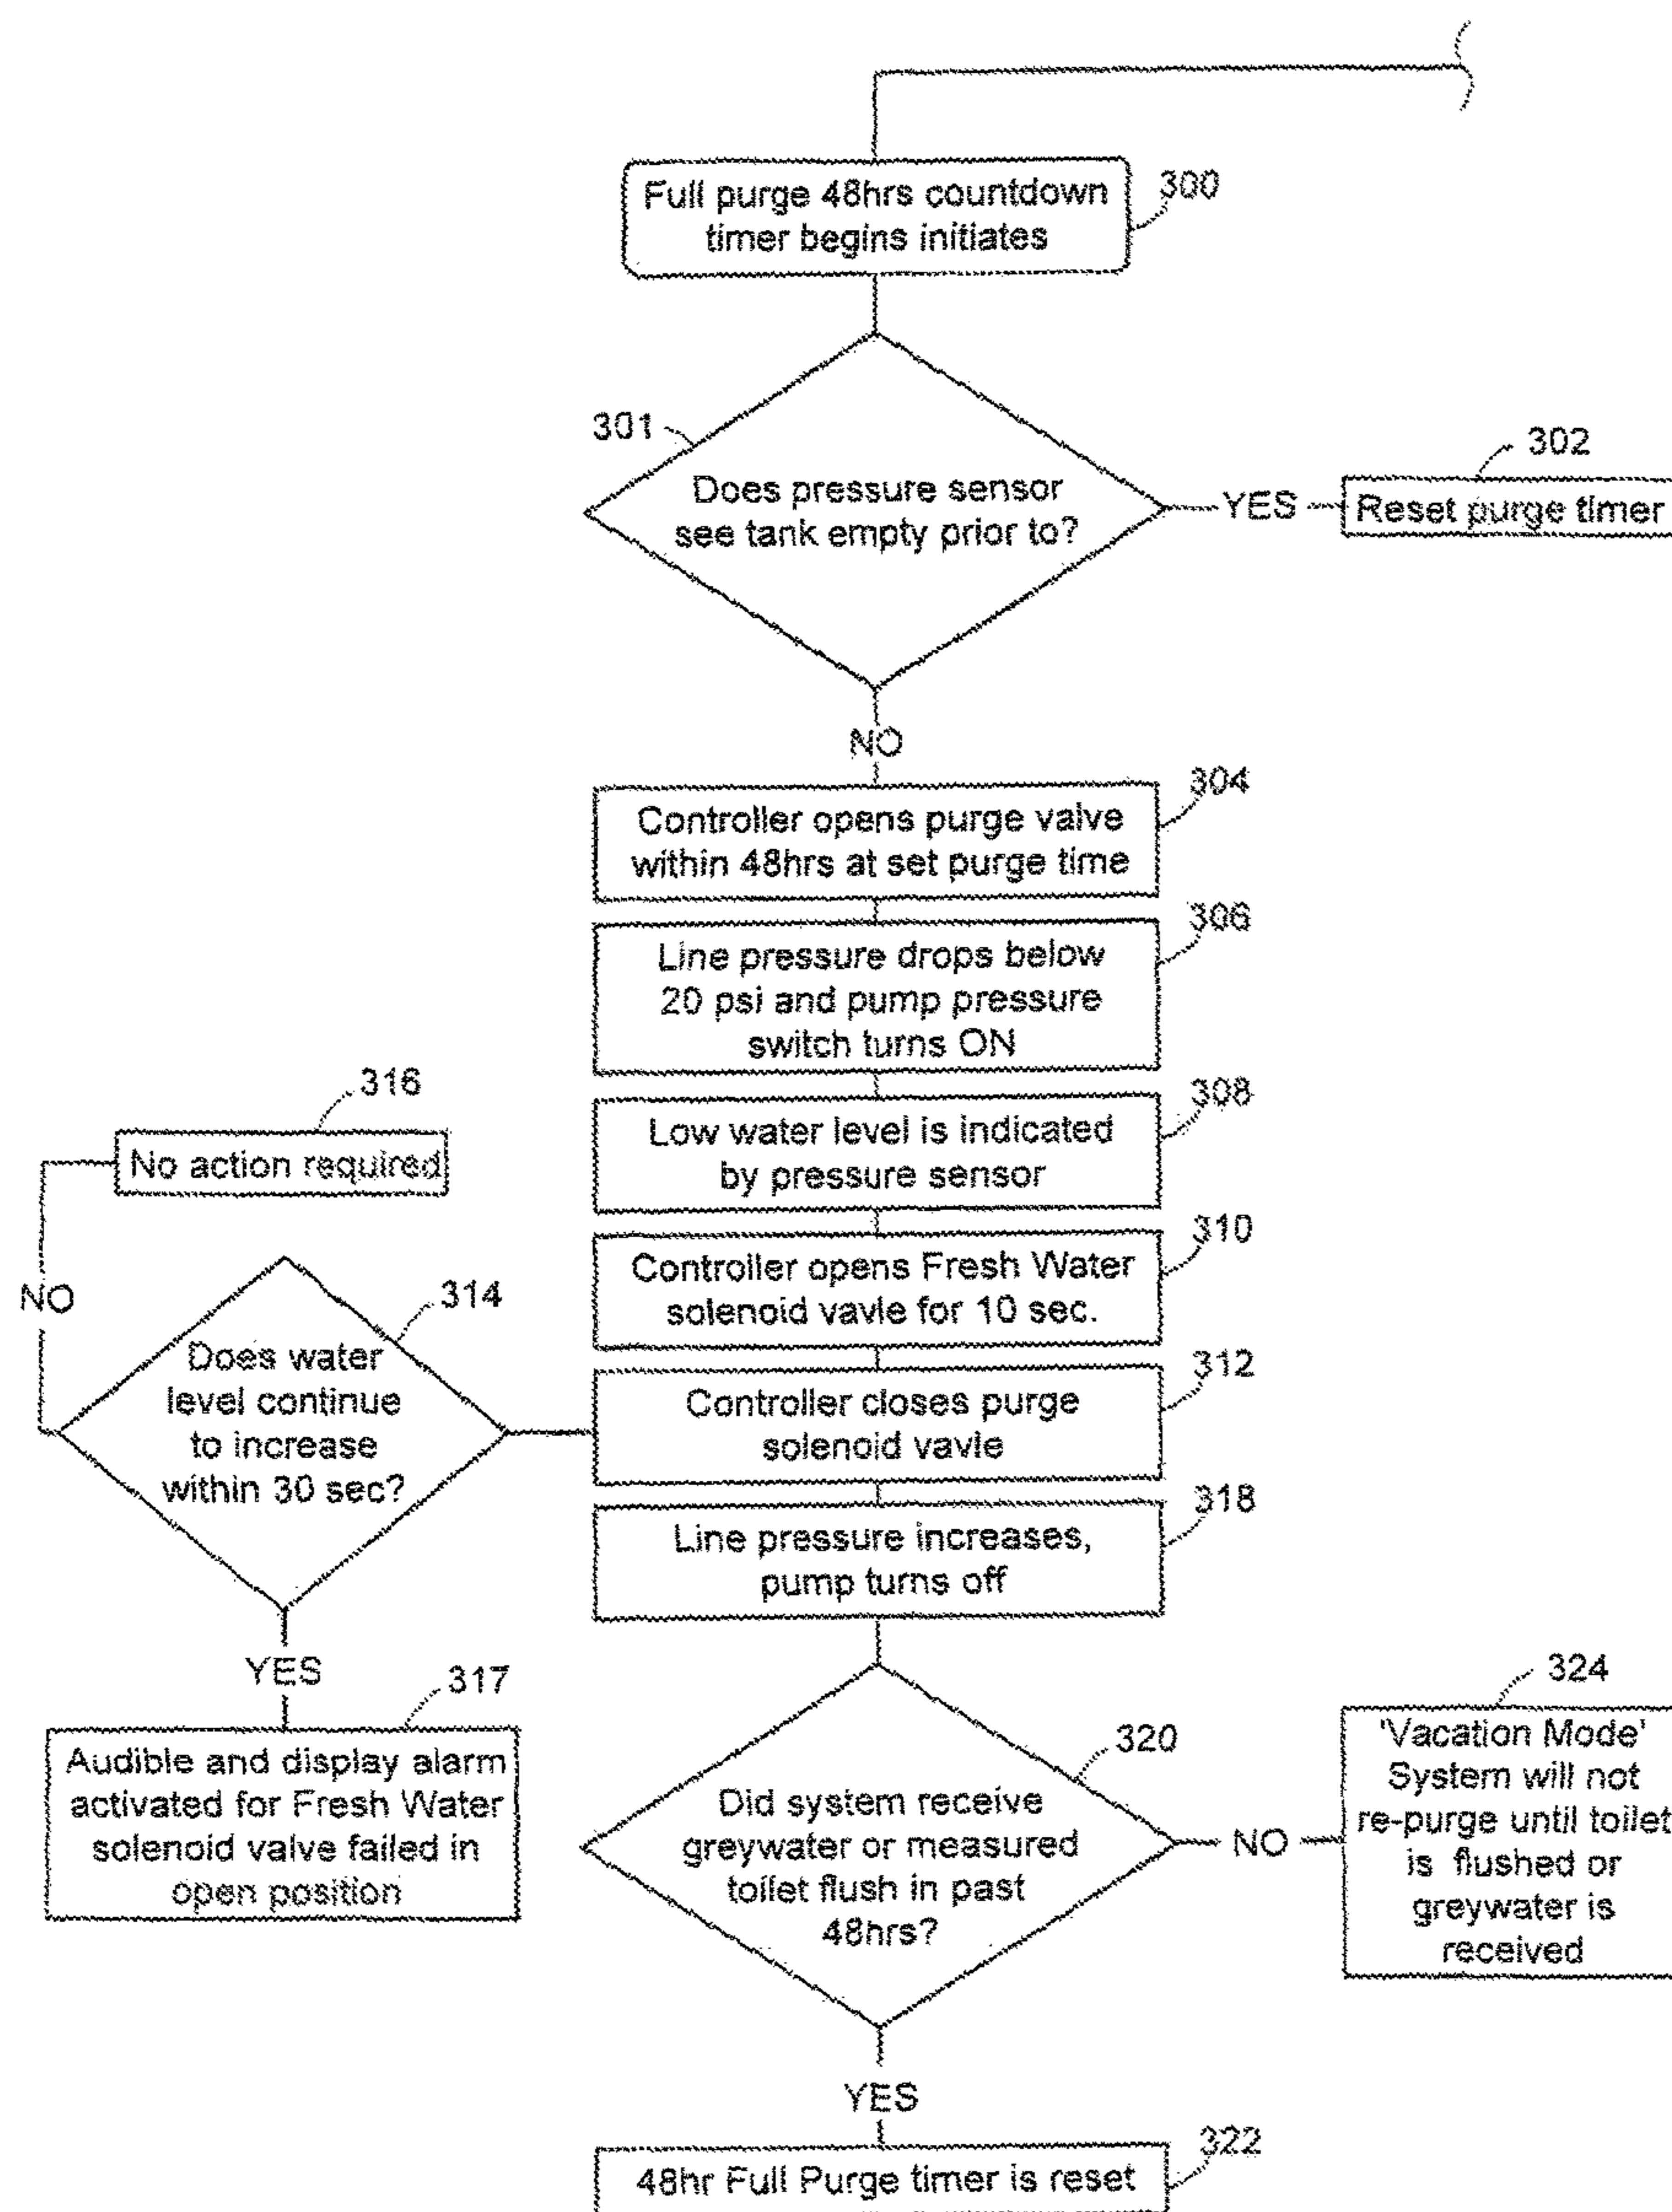 300
Full purge 48hrs countdown
timer begins initiates
301
Does pressure sensor
see tank empty prior to?
YES
302
Reset purge timer
NO
304
Controller opens purge valve
within 48hrs at set purge time
306
Line pressure drops below
20 psi and pump pressure
switch turns ON
308
Low water level is indicated
by pressure sensor
310
Controller opens Fresh Water
solenoid vavle for 10 sec.
312
Controller closes purge
solenoid vavle
314
Does water
level continue
to increase
within 30 sec?
NO
316
No action required
YES
317
Audible and display alarm
activated for Fresh Water
solenoid valve failed in
open position
318
Line pressure increases,
pump turns off
320
Did system receive
greywater or measured
toilet flush in past
48hrs?
NO
324
'Vacation Mode'
System will not
re-purge until toilet
is flushed or
greywater is
received
YES
322
48hr Full Purge timer is reset